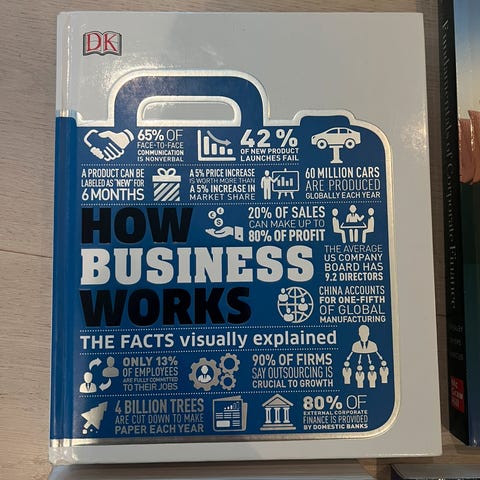 DK
65% OF
FACE-TO-FACE
COMMUNICATION
IS NONVERBAL
42%
OF NEW PRODUCT
LAUNCHES FAIL
A PRODUCT CAN BE
LABELED AS "NEW" FOR
6 MONTHS
A 5% PRICE INCREASE
IS WORTH MORE THAN
A 5% INCREASE IN
MARKET SHARE
60 MILLION CARS
ARE PRODUCED
GLOBALLY EACH YEAR
HOW
BUSINESS
WORKS
20% OF SALES
CAN MAKE UP TO
80% OF PROFIT
THE AVERAGE
US COMPANY
BOARD HAS
9.2 DIRECTORS
CHINA ACCOUNTS
FOR ONE-FIFTH
OF GLOBAL
MANUFACTURING
THE FACTS visually explained
ONLY 13%
OF EMPLOYEES
ARE FULLY COMMITTED
TO THEIR JOBS
90% OF FIRMS
SAY OUTSOURCING IS
CRUCIAL TO GROWTH
4 BILLION TREES
ARE CUT DOWN TO MAKE
PAPER EACH YEAR
80% OF
EXTERNAL CORPORATE
FINANCE IS PROVIDED
BY DOMESTIC BANKS
Fundamentals of Corporate Finance